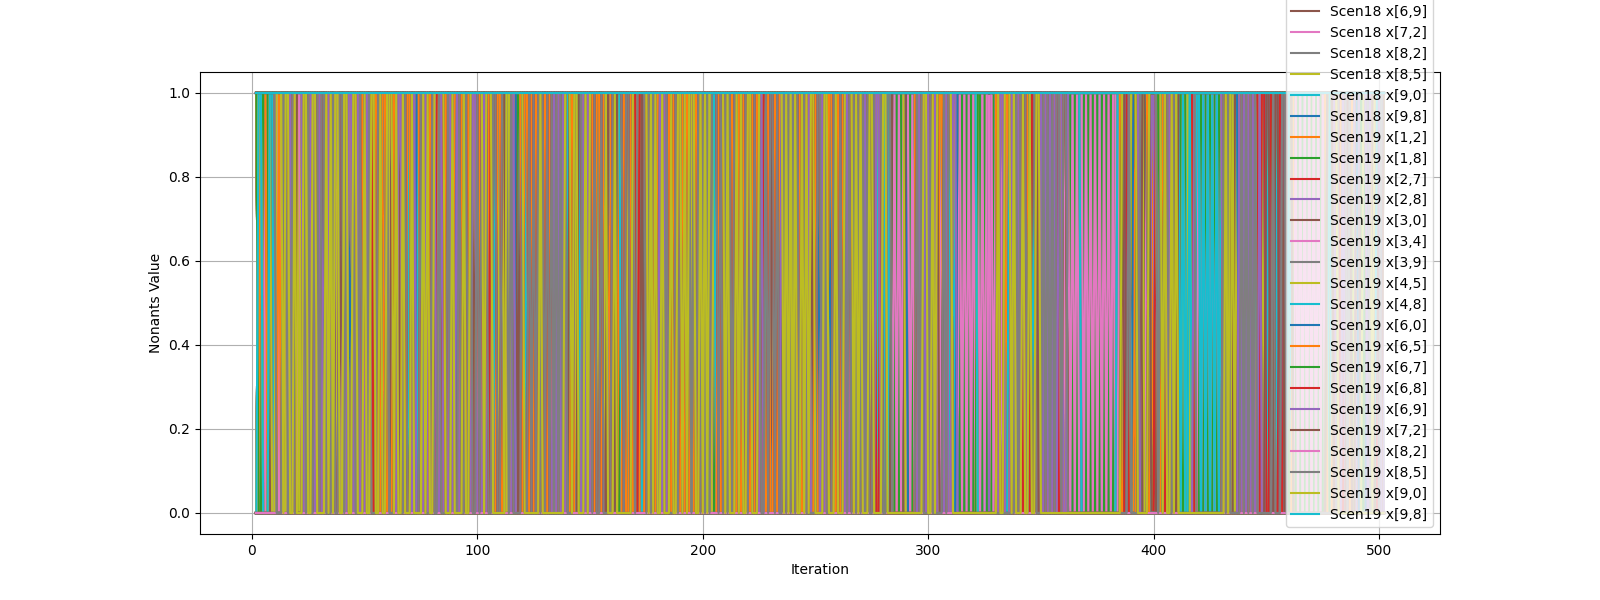 Scen18 x[6,9]
Scen18 x[7,2]
Scen18 x[8,2]
Scen18 x[8,5]
Scen18 x[9,0]
Scen18 x[9,8]
Scen19 x[1,2]
Scen19 x[1,8]
Scen19 x[2,7]
Scen19 x[2,8]
Scen19 x[3,0]
Scen19 x[3,4]
Scen19 x[3,9]
Scen19 x[4,5]
Scen19 x[4,8]
Scen19 x[6,0]
Scen19 x[6,5]
Scen19 x[6,7]
Scen19 x[6,8]
Scen19 x[6,9]
Scen19 x[7,2]
Scen19 x[8,2]
Scen19 x[8,5]
Scen19 x[9,0]
Scen19 x[9,8]
1.0
0.8
0.6
0.4
0.2
0.0
Nonants Value
0 100 200 300 400 500
Iteration